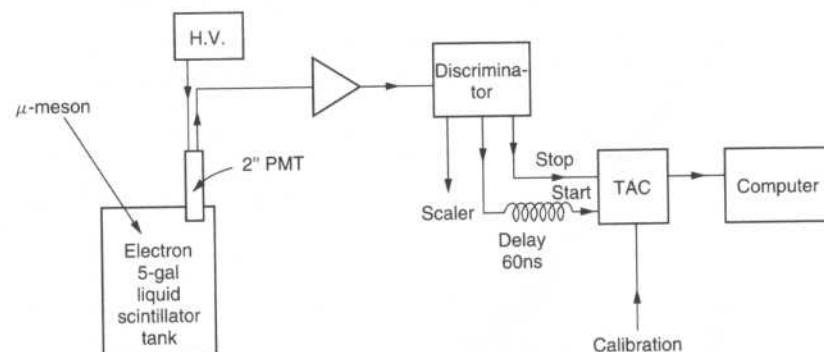 H.V.
μ-meson
2" PMT
Electron
5-gal
liquid
scintillator
tank
Discrimina-
tor
Scaler
Stop
Start
Delay
60ns
TAC
Computer
Calibration